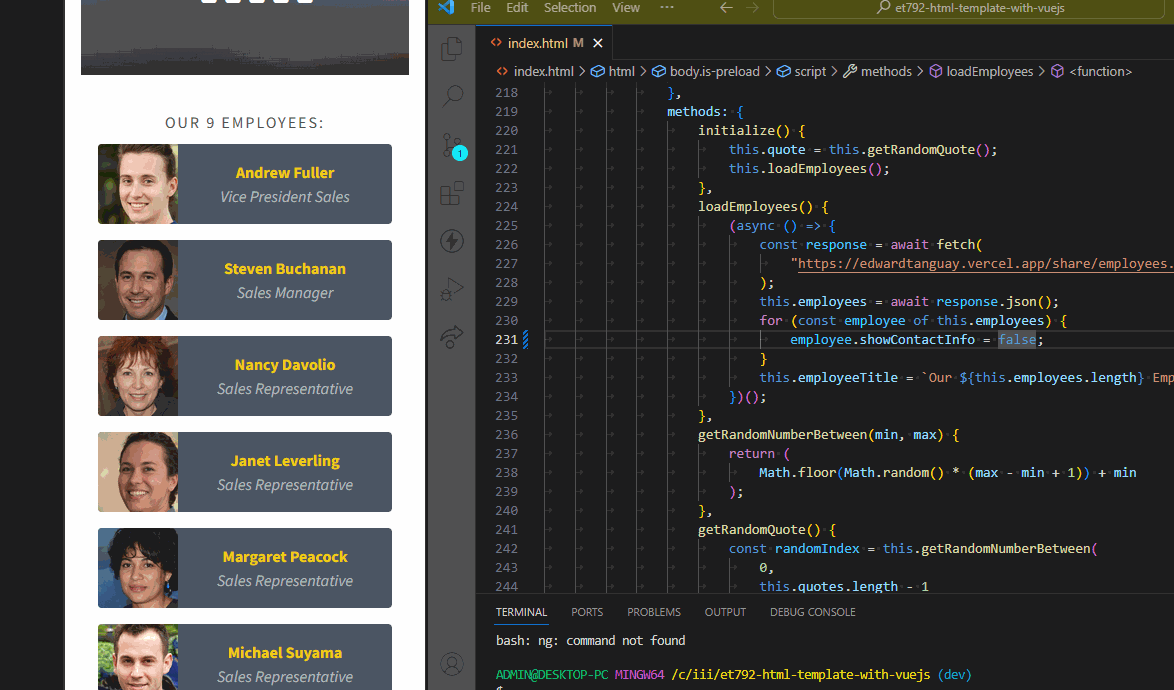 OUR 9 EMPLOYEES:
Andrew Fuller
Vice President Sales
Steven Buchanan
Sales Manager
Nancy Davolio
Sales Representative
Janet Leverling
Sales Representative
Margaret Peacock
Sales Representative
Michael Suyama
Sales Representative
File Edit Selection View ··· et792-html-template-with-vuejs
index.html M
index.html > html > body.is-preload > script > methods > loadEmployees > <function>
218 },
219 methods: {
220 initialize() {
221 this.quote = this.getRandomQuote();
222 this.loadEmployees();
223 },
224 loadEmployees() {
225 (async () => {
226 const response = await fetch(
227 "https://edwardtanguay.vercel.app/share/employees.
228 );
229 this.employees = await response.json();
230 for (const employee of this.employees) {
231 employee.showContactInfo = false;
232 }
233 this.employeeTitle = `Our ${this.employees.length} Emp
234 })();
235 },
236 getRandomNumberBetween(min, max) {
237 return (
238 Math.floor(Math.random() * (max - min + 1)) + min
239 );
240 },
241 getRandomQuote() {
242 const randomIndex = this.getRandomNumberBetween(
243 0,
244 this.quotes.length - 1
1
TERMINAL PORTS PROBLEMS OUTPUT DEBUG CONSOLE
bash: ng: command not found
ADMIN@DESKTOP-PC MINGW64 /c/iii/et792-html-template-with-vuejs (dev)
$